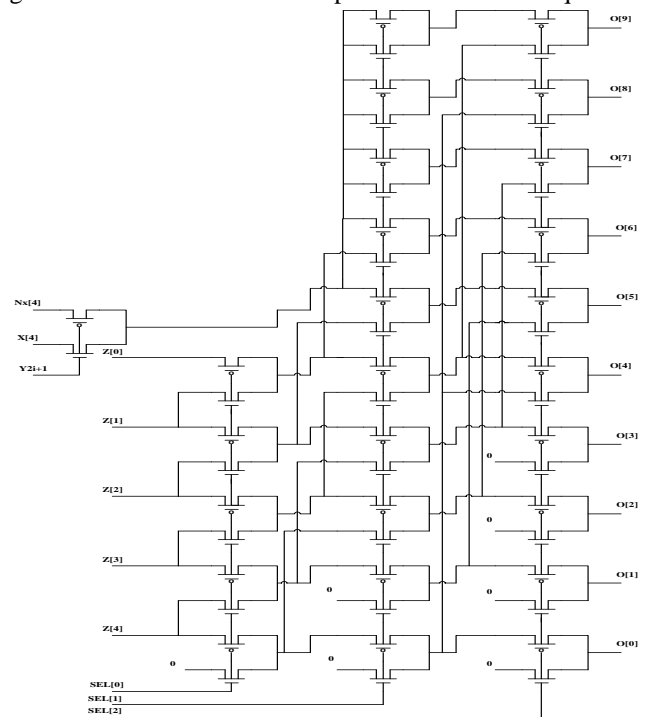 O[9]
O[8]
O[7]
O[6]
Nx[4]
O[5]
X[4]
Z[0]
Y2i+1
O[4]
Z[1]
O[3]
0
Z[2]
O[2]
0
Z[3]
O[1]
0
0
Z[4]
O[0]
0
0
0
SEL[0]
SEL[1]
SEL[2]